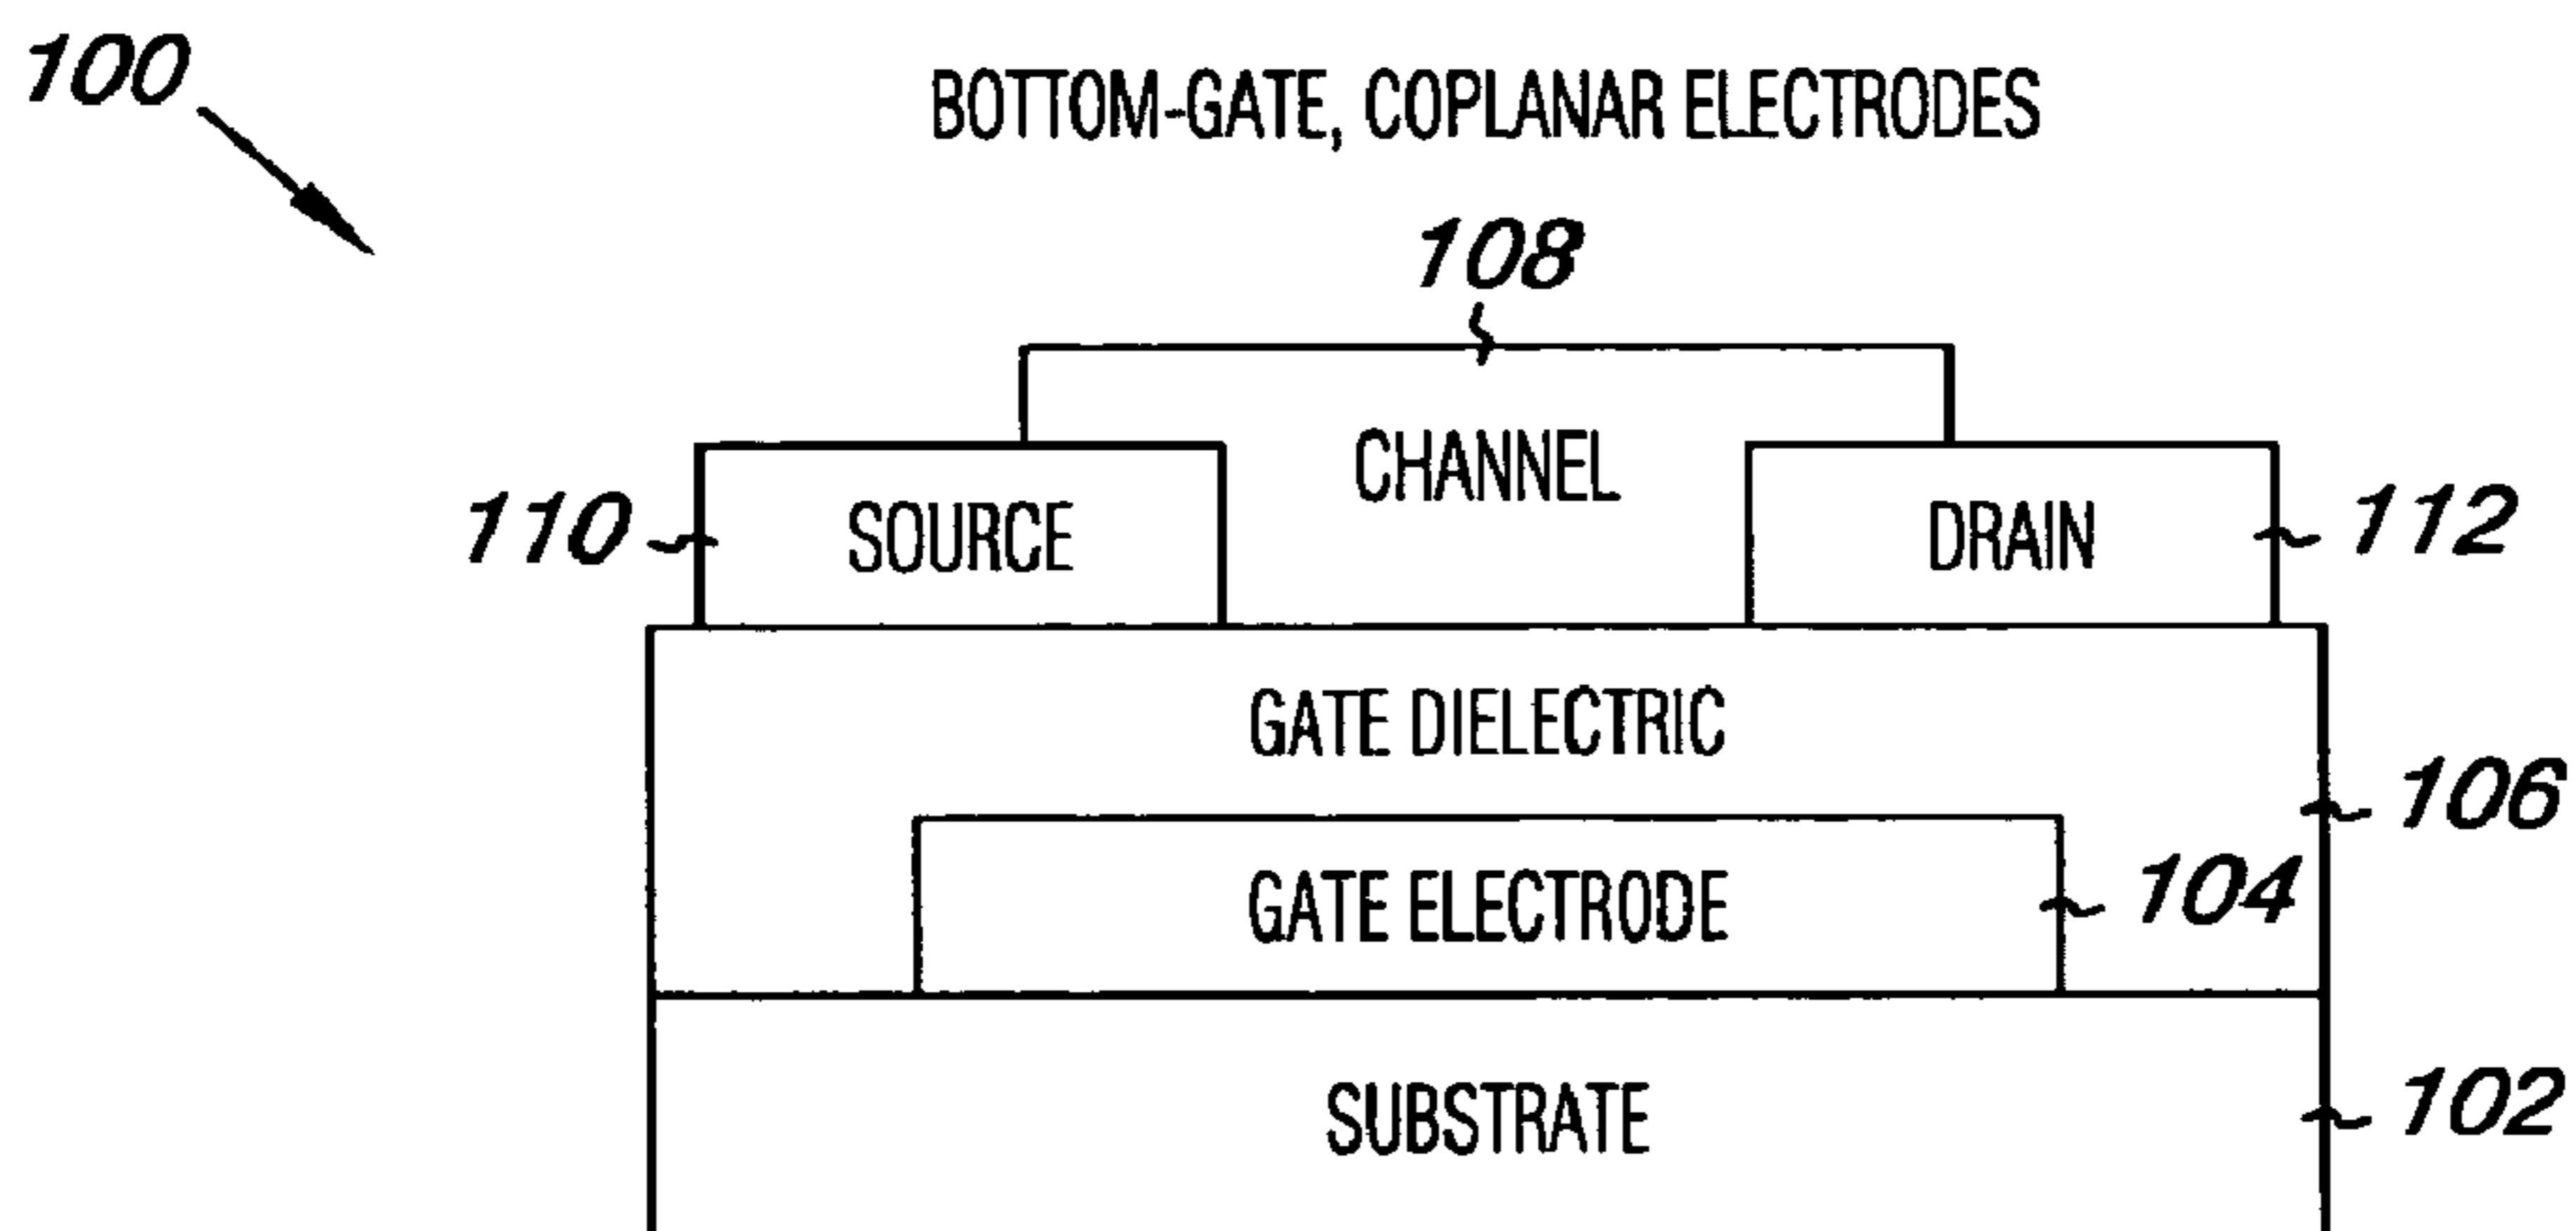 100
BOTTOM-GATE, COPLANAR ELECTRODES
108
CHANNEL
110 SOURCE DRAIN 112
GATE DIELECTRIC
106
GATE ELECTRODE 104
SUBSTRATE 102